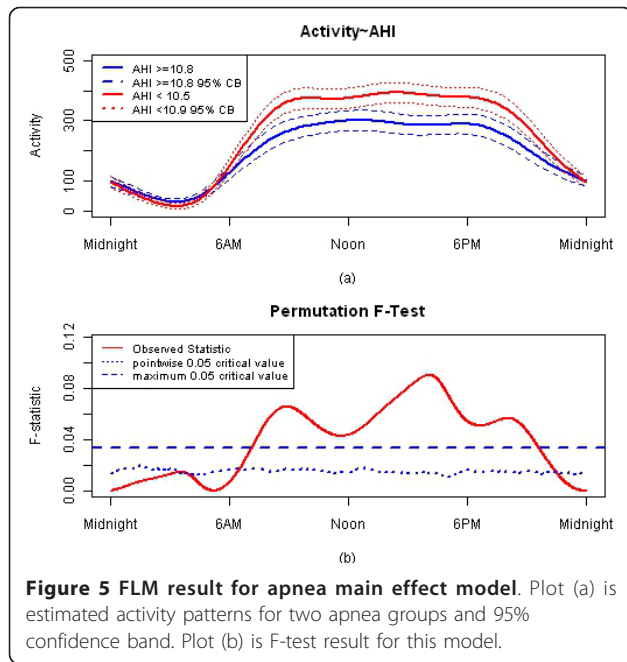 Activity~AHI
AHI >=10.8
AHI >=10.8 95% CB
AHI < 10.5
AHI <10.9 95% CB
Activity
500
300
100
0
Midnight
6AM
Noon
6PM
Midnight
(a)
Permutation F-Test
Observed Statistic
pointwise 0.05 critical value
maximum 0.05 critical value
F-statistic
0.12
0.08
0.04
0.00
Midnight
6AM
Noon
6PM
Midnight
(b)
Figure 5 FLM result for apnea main effect model. Plot (a) is
estimated activity patterns for two apnea groups and 95%
confidence band. Plot (b) is F-test result for this model.